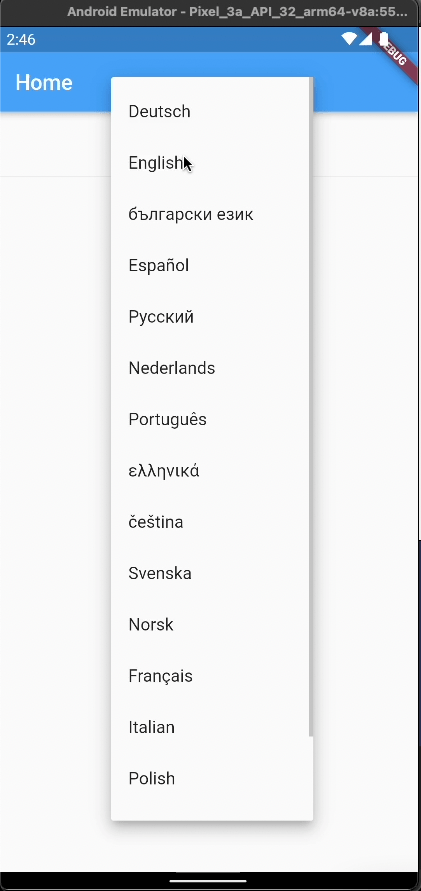 Android Emulator - Pixel_3a_API_32_arm64-v8a:55...
2:46
DEBUG
Home
Deutsch
English
български език
Español
Русский
Nederlands
Português
ελληνικά
čeština
Svenska
Norsk
Français
Italian
Polish